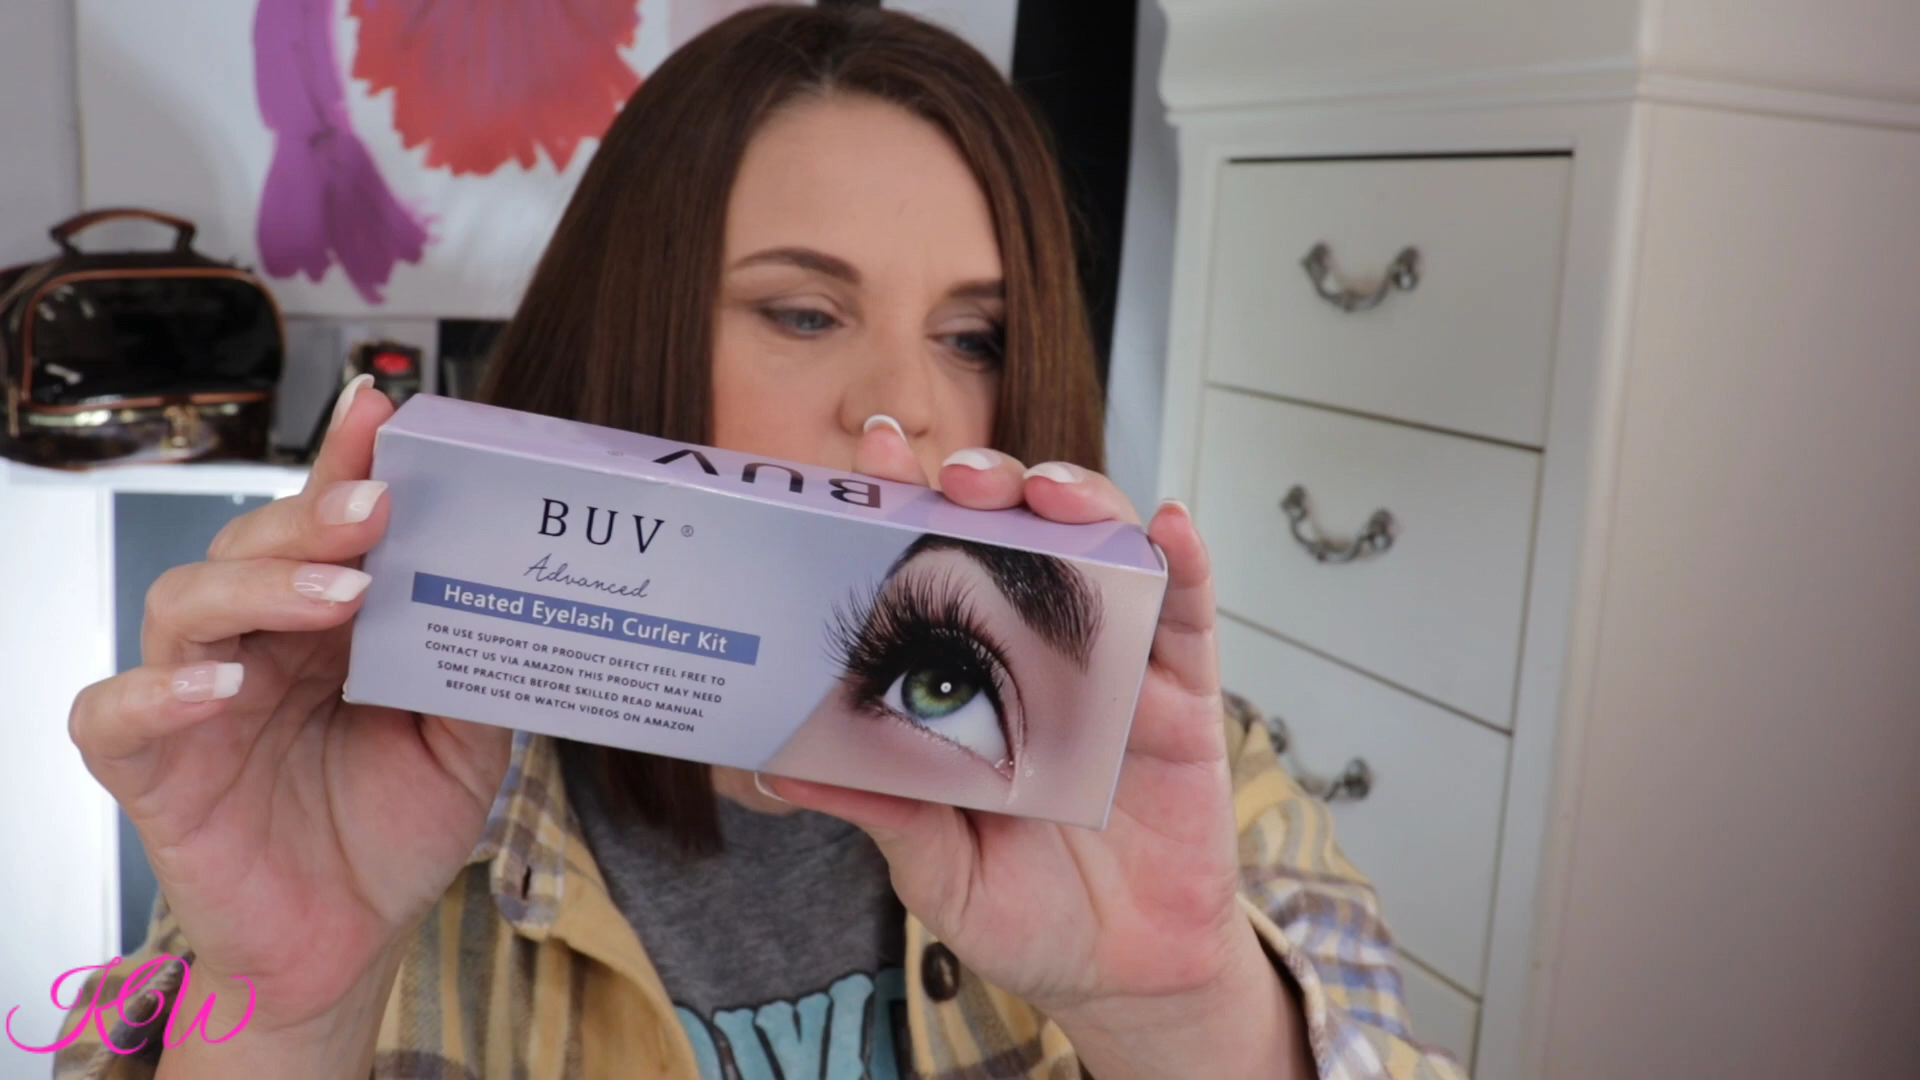 BUV ®
BUV ®
Advanced
Heated Eyelash Curler Kit
FOR USE SUPPORT OR PRODUCT DEFECT FEEL FREE TO
CONTACT US VIA AMAZON THIS PRODUCT MAY NEED
SOME PRACTICE BEFORE SKILLED READ MANUAL
BEFORE USE OR WATCH VIDEOS ON AMAZON
KW